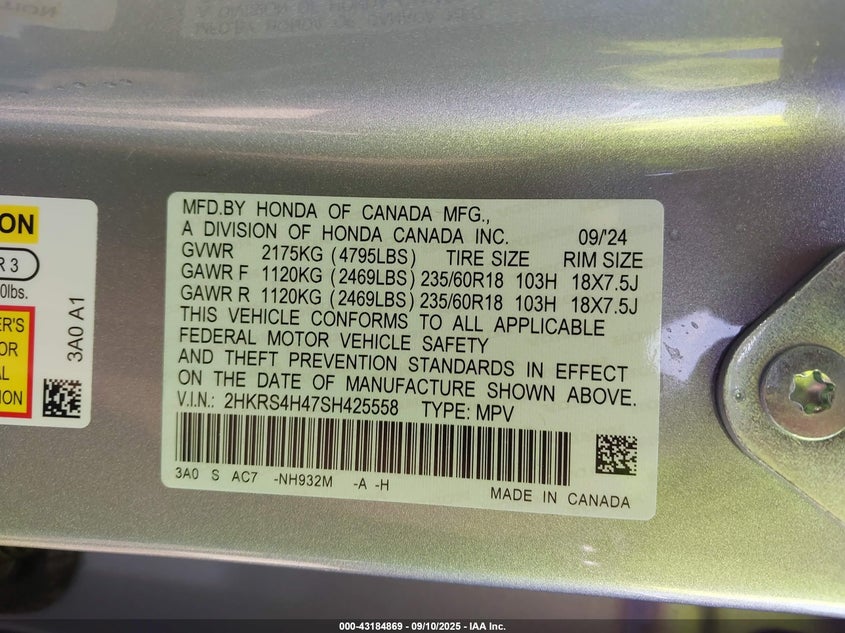 MFD.BY HONDA OF CANADA MFG.,
A DIVISION OF HONDA CANADA INC. 09/'24
GVWR 2175KG (4795LBS) TIRE SIZE RIM SIZE
GAWR F 1120KG (2469LBS) 235/60R18 103H 18X7.5J
GAWR R 1120KG (2469LBS) 235/60R18 103H 18X7.5J
THIS VEHICLE CONFORMS TO ALL APPLICABLE
FEDERAL MOTOR VEHICLE SAFETY
AND THEFT PREVENTION STANDARDS IN EFFECT
ON THE DATE OF MANUFACTURE SHOWN ABOVE.
V.I.N.: 2HKRS4H47SH425558 TYPE: MPV
3A0 S AC7 -NH932M -A -H
MADE IN CANADA
ON
R 3
0lbs.
ER'S
OR
AL
ION
3A0 A1
000-43184869 - 09/10/2025 - IAA Inc.